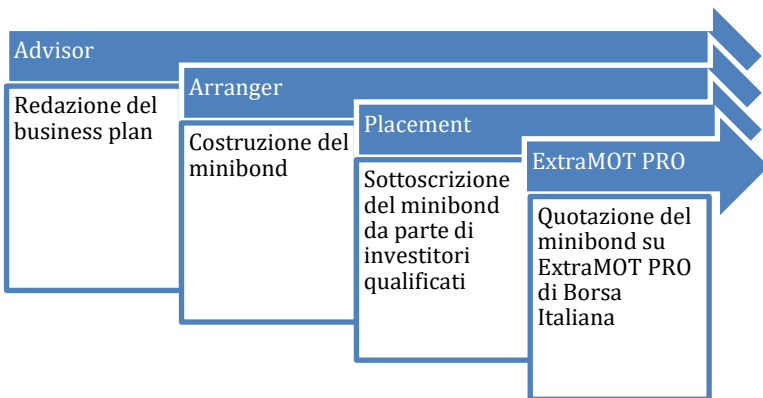 Advisor
Redazione del
business plan
Arranger
Costruzione del
minibond
Placement
Sottoscrizione
del minibond
da parte di
investitori
qualificati
ExtraMOT PRO
Quotazione del
minibond su
ExtraMOT PRO
di Borsa
Italiana